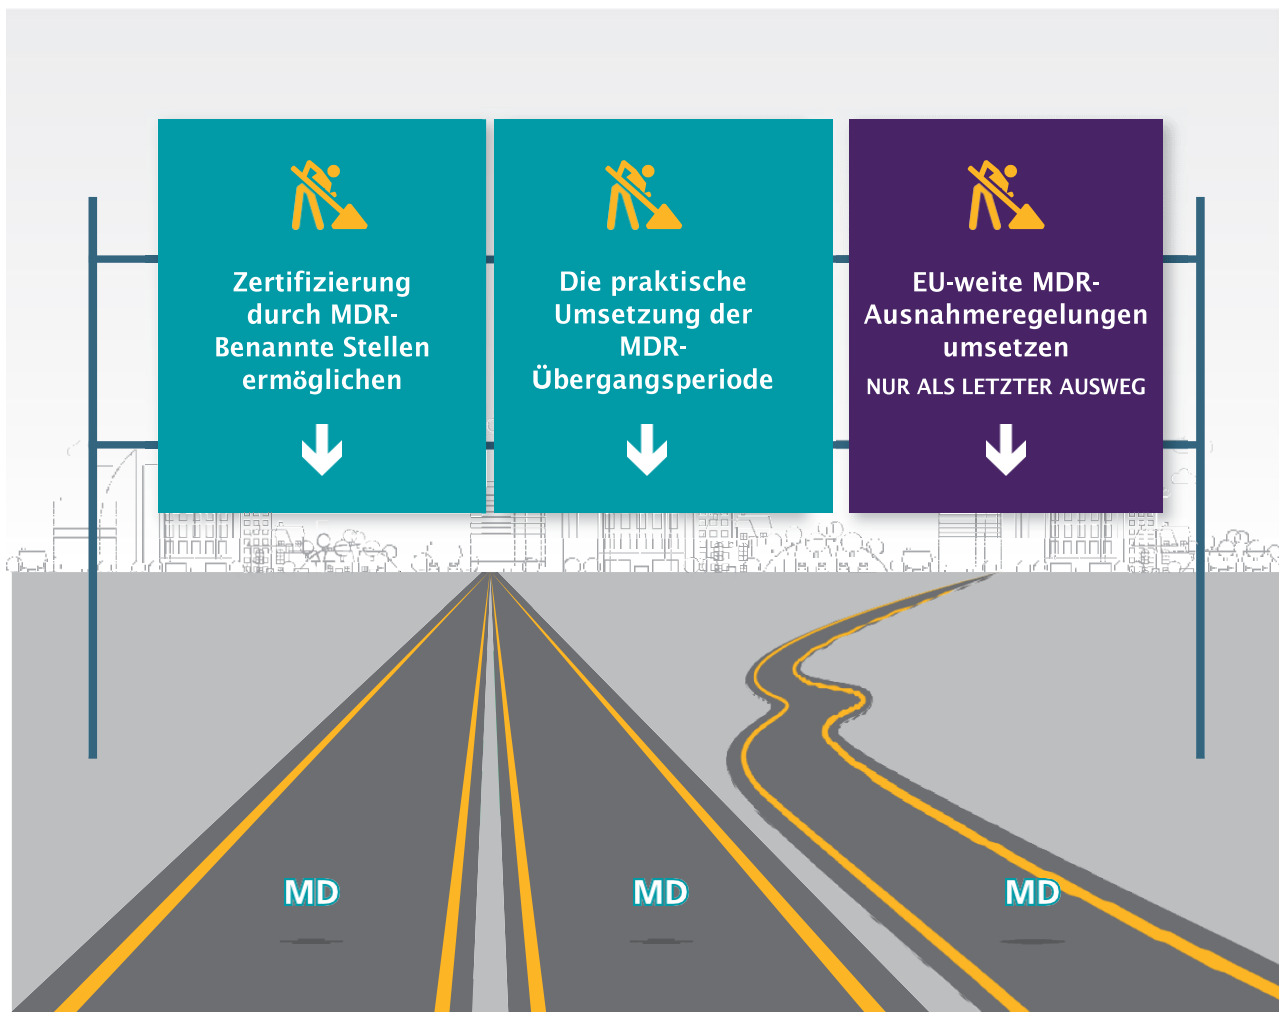 Zertifizierung
durch MDR-
Benannte Stellen
ermöglichen
Die praktische
Umsetzung der
MDR-
Übergangsperiode
EU-weite MDR-
Ausnahmeregelungen
umsetzen
NUR ALS LETZTER AUSWEG
MD
MD
MD